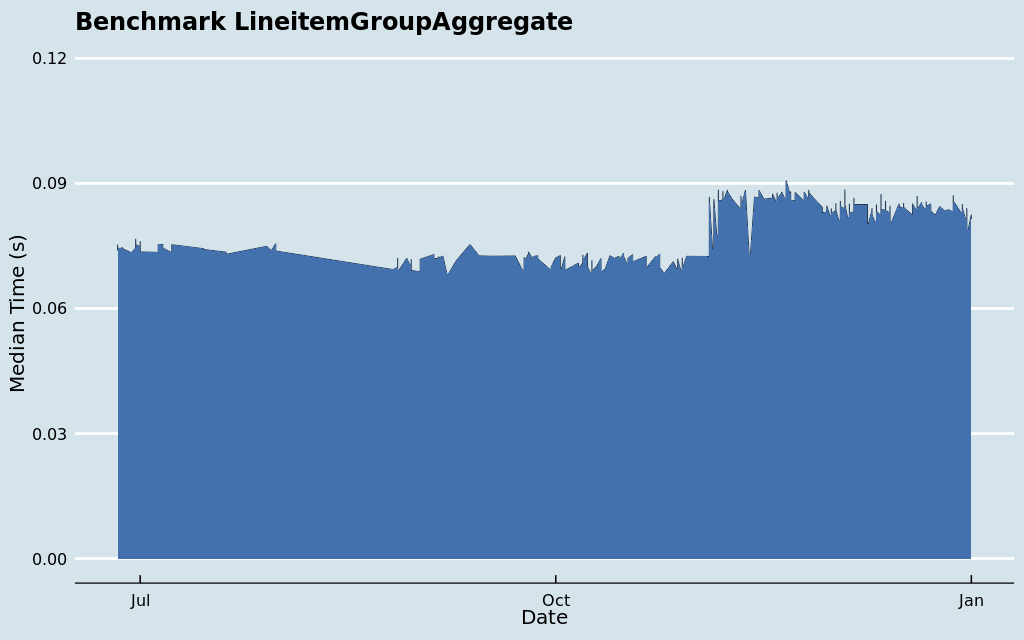 Benchmark LineitemGroupAggregate
0.12
0.09
0.06
0.03
0.00
Median Time (s)
Jul
Oct
Jan
Date